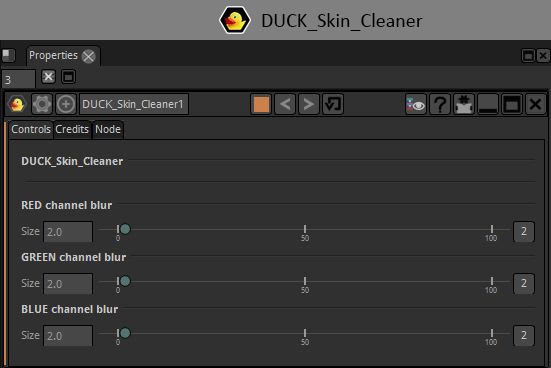 DUCK_Skin_Cleaner
Properties
3
DUCK_Skin_Cleaner1
Controls Credits Node
DUCK_Skin_Cleaner
RED channel blur
Size 2.0 0 50 100 2
GREEN channel blur
Size 2.0 0 50 100 2
BLUE channel blur
Size 2.0 0 50 100 2